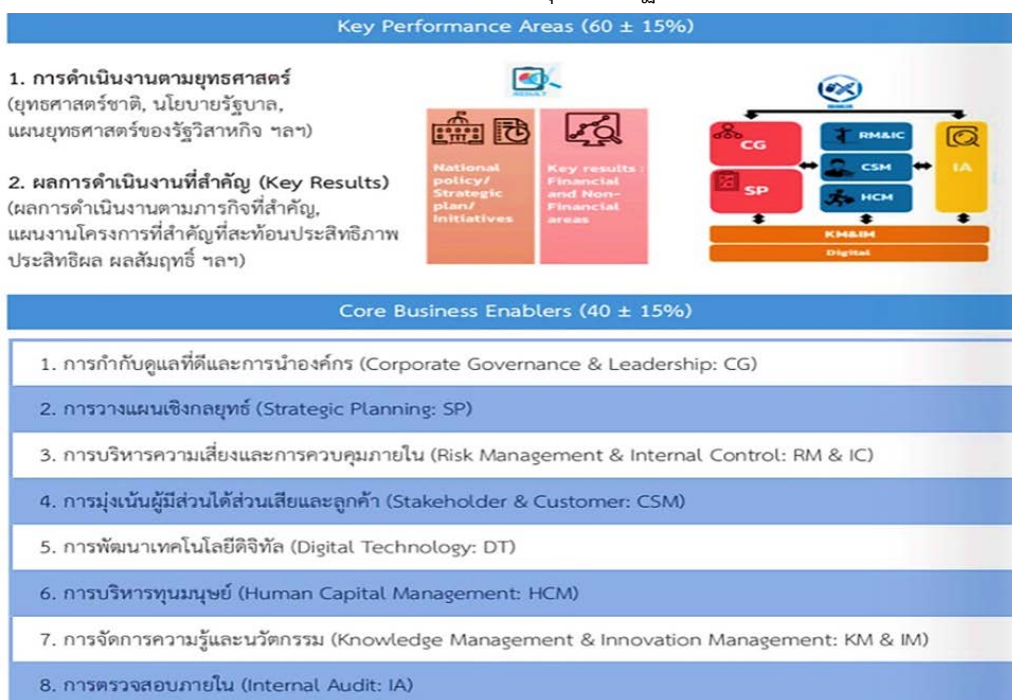 Key Performance Areas (60 ± 15%)
1. การดำเนินงานตามยุทธศาสตร์
(ยุทธศาสตร์ชาติ, นโยบายรัฐบาล,
แผนยุทธศาสตร์ของรัฐวิสาหกิจ ฯลฯ)
2. ผลการดำเนินงานที่สำคัญ (Key Results)
(ผลการดำเนินงานตามภารกิจที่สำคัญ,
แผนงานโครงการที่สำคัญที่สะท้อนประสิทธิภาพ
ประสิทธิผล ผลสัมฤทธิ์ ฯลฯ)
RESULT
National
policy/
Strategic
plan/
Initiatives
Key results :
Financial
and Non-
Financial
areas
CG
SP
RM&IC
CSM
HCM
IA
KM&IM
Digital
Core Business Enablers (40 ± 15%)
1. การกำกับดูแลที่ดีและการนำองค์กร (Corporate Governance & Leadership: CG)
2. การวางแผนเชิงกลยุทธ์ (Strategic Planning: SP)
3. การบริหารความเสี่ยงและการควบคุมภายใน (Risk Management & Internal Control: RM & IC)
4. การมุ่งเน้นผู้มีส่วนได้ส่วนเสียและลูกค้า (Stakeholder & Customer: CSM)
5. การพัฒนาเทคโนโลยีดิจิทัล (Digital Technology: DT)
6. การบริหารทุนมนุษย์ (Human Capital Management: HCM)
7. การจัดการความรู้และนวัตกรรม (Knowledge Management & Innovation Management: KM & IM)
8. การตรวจสอบภายใน (Internal Audit: IA)